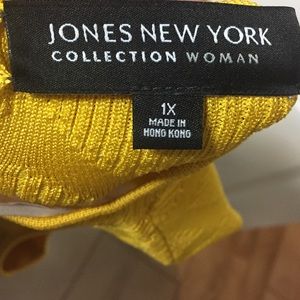 JONES NEW YORK
COLLECTION WOMAN
1X
MADE IN
HONG KONG